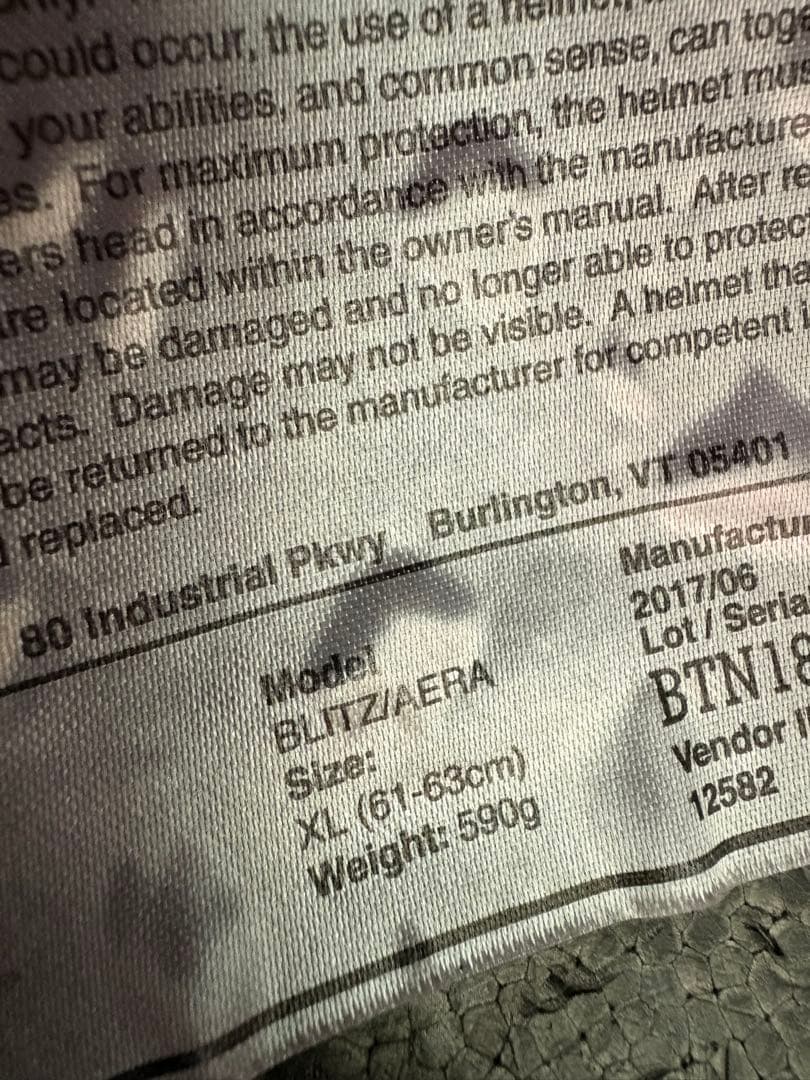 could occur, the use of a
your abilities, and common sense, can tog
es. For maximum protection, the helmet mus
ers head in accordance with the manufacture
are located within the owner's manual. After re
may be damaged and no longer able to protec
acts. Damage may not be visible. A helmet tha
be returned to the manufacturer for competent
replaced.
80 Industrial Pkwy Burlington, VT 05401
Model
BLITZ/AERA
Size:
XL (61-63cm)
Weight: 590g
Manufactu
2017/06
Lot / Seria
BTN18
Vendor
12582